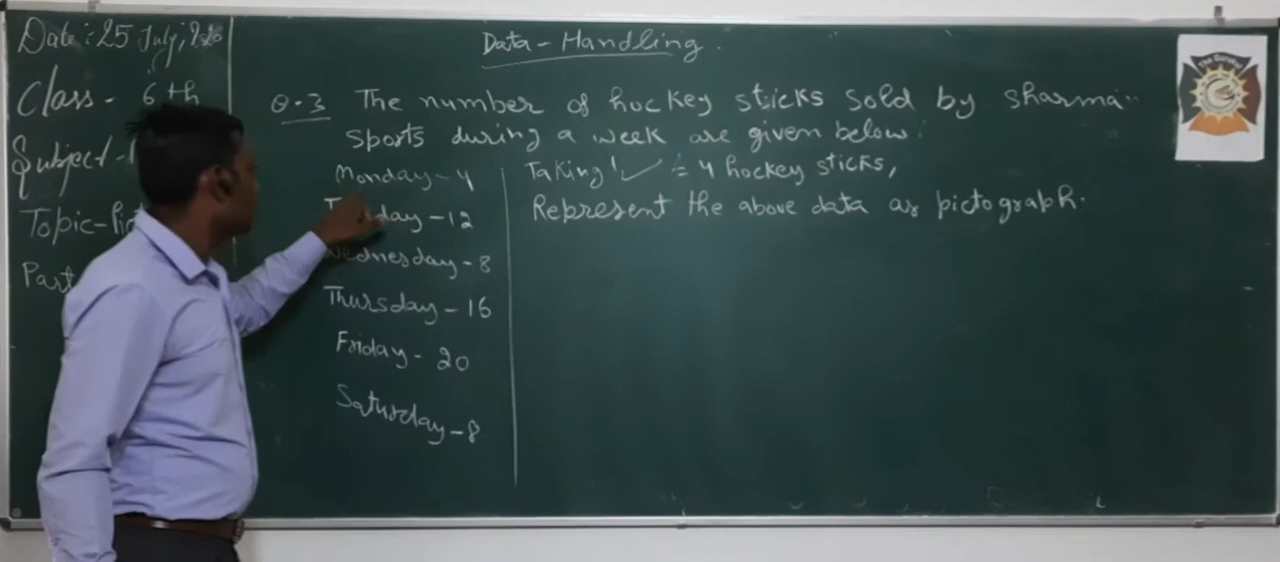 Date: 25 July, 2020
Class - 6th
Subject -
Topic -
Part
Data - Handling.
Q.3 The number of hockey sticks sold by sharma
sports during a week are given below:
Monday - 4
day - 12
Wednesday - 8
Thursday - 16
Friday - 20
Saturday - 8
Taking ✓ = 4 hockey sticks,
Represent the above data as pictograph.